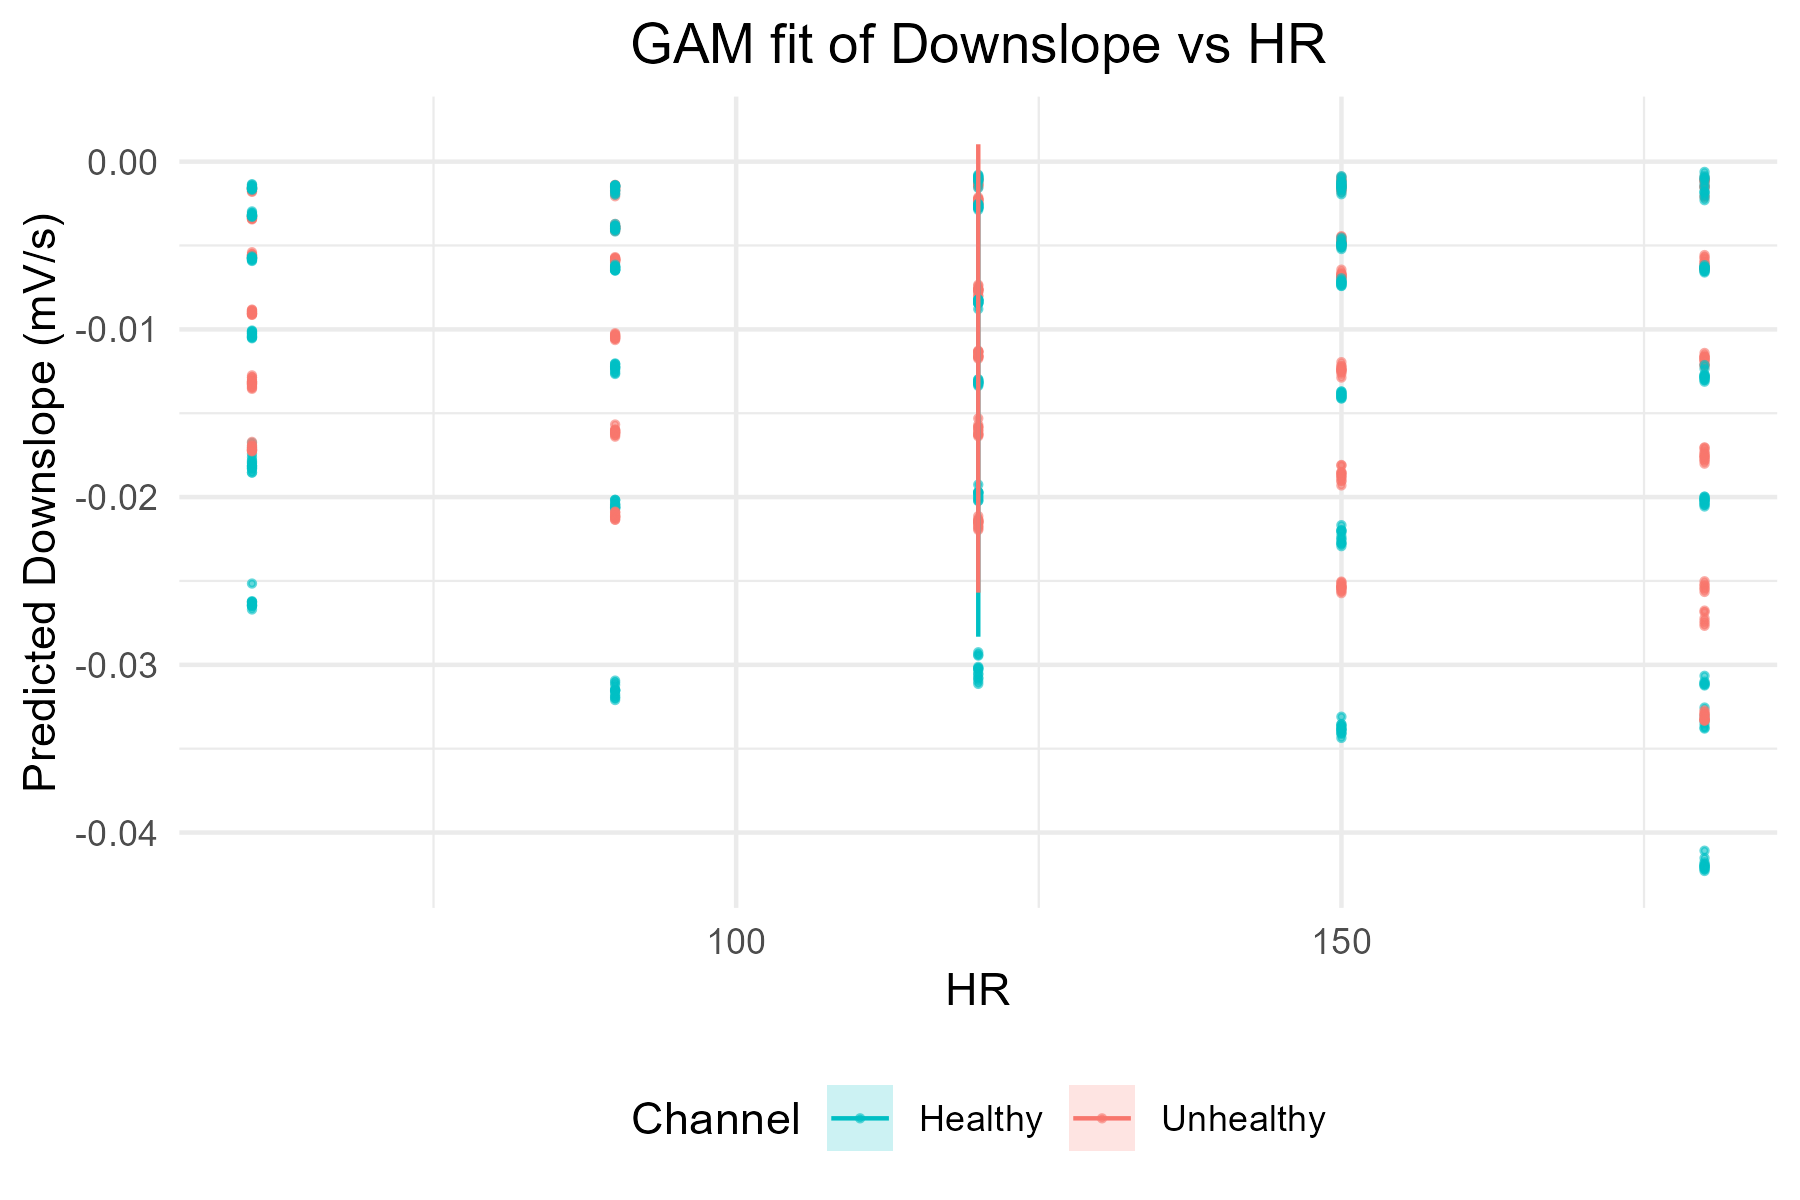 GAM fit of Downslope vs HR
Predicted Downslope (mV/s)
0.00
-0.01
-0.02
-0.03
-0.04
100 150
HR
Channel Healthy Unhealthy